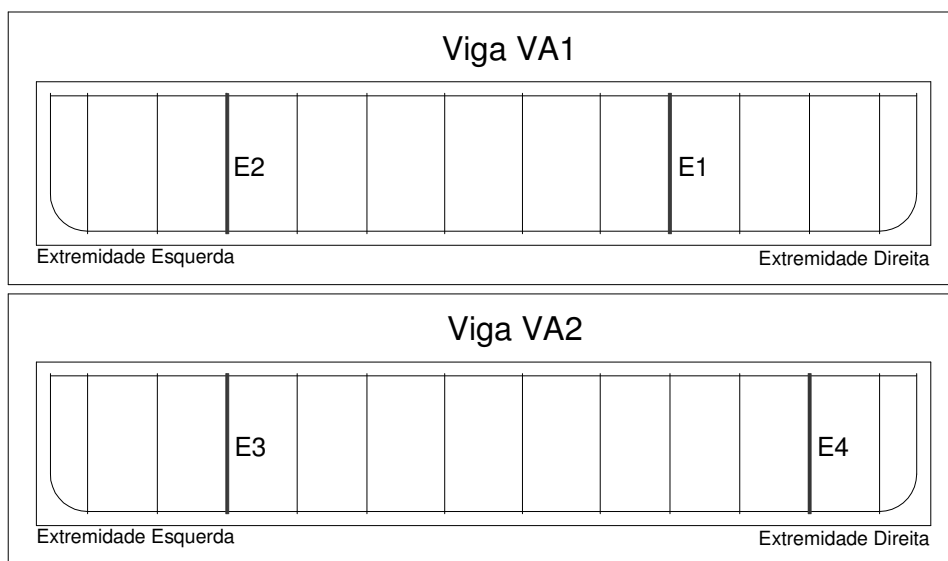 Viga VA1
E2
E1
Extremidade Esquerda
Extremidade Direita
Viga VA2
E3
E4
Extremidade Esquerda
Extremidade Direita